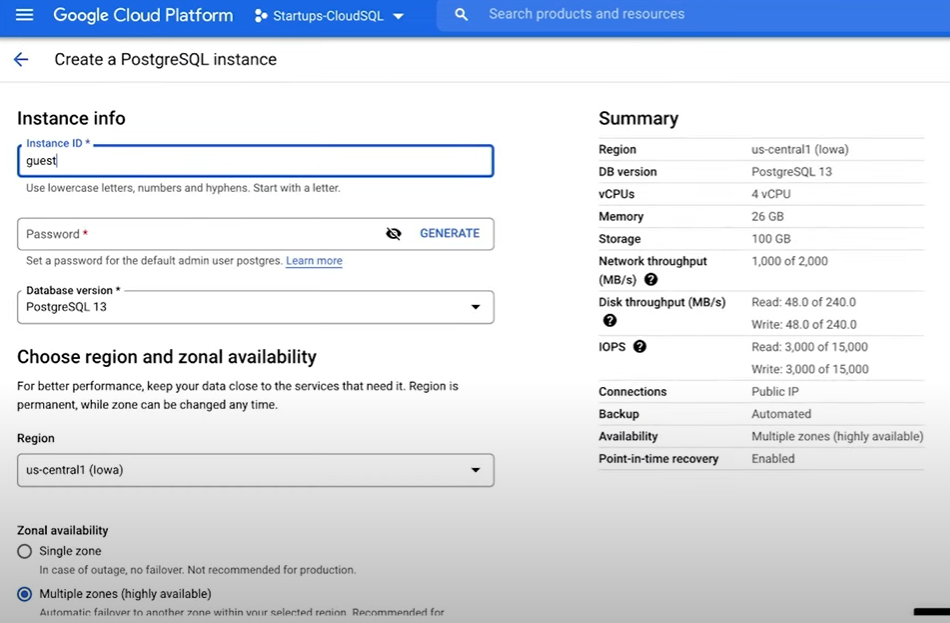 Google Cloud Platform
Startups-CloudSQL
Search products and resources
Create a PostgreSQL instance
Instance info
Instance ID *
guest
Use lowercase letters, numbers and hyphens. Start with a letter.
Password *
GENERATE
Set a password for the default admin user postgres. Learn more
Database version *
PostgreSQL 13
Choose region and zonal availability
For better performance, keep your data close to the services that need it. Region is
permanent, while zone can be changed any time.
Region
us-central1 (Iowa)
Zonal availability
Single zone
In case of outage, no failover. Not recommended for production.
Multiple zones (highly available)
Automatic failover to another zone within your selected region. Recommended for
Summary
Region us-central1 (Iowa)
DB version PostgreSQL 13
vCPUs 4 vCPU
Memory 26 GB
Storage 100 GB
Network throughput 1,000 of 2,000
(MB/s) ?
Disk throughput (MB/s) Read: 48.0 of 240.0
? Write: 48.0 of 240.0
IOPS ? Read: 3,000 of 15,000
Write: 3,000 of 15,000
Connections Public IP
Backup Automated
Availability Multiple zones (highly available)
Point-in-time recovery Enabled